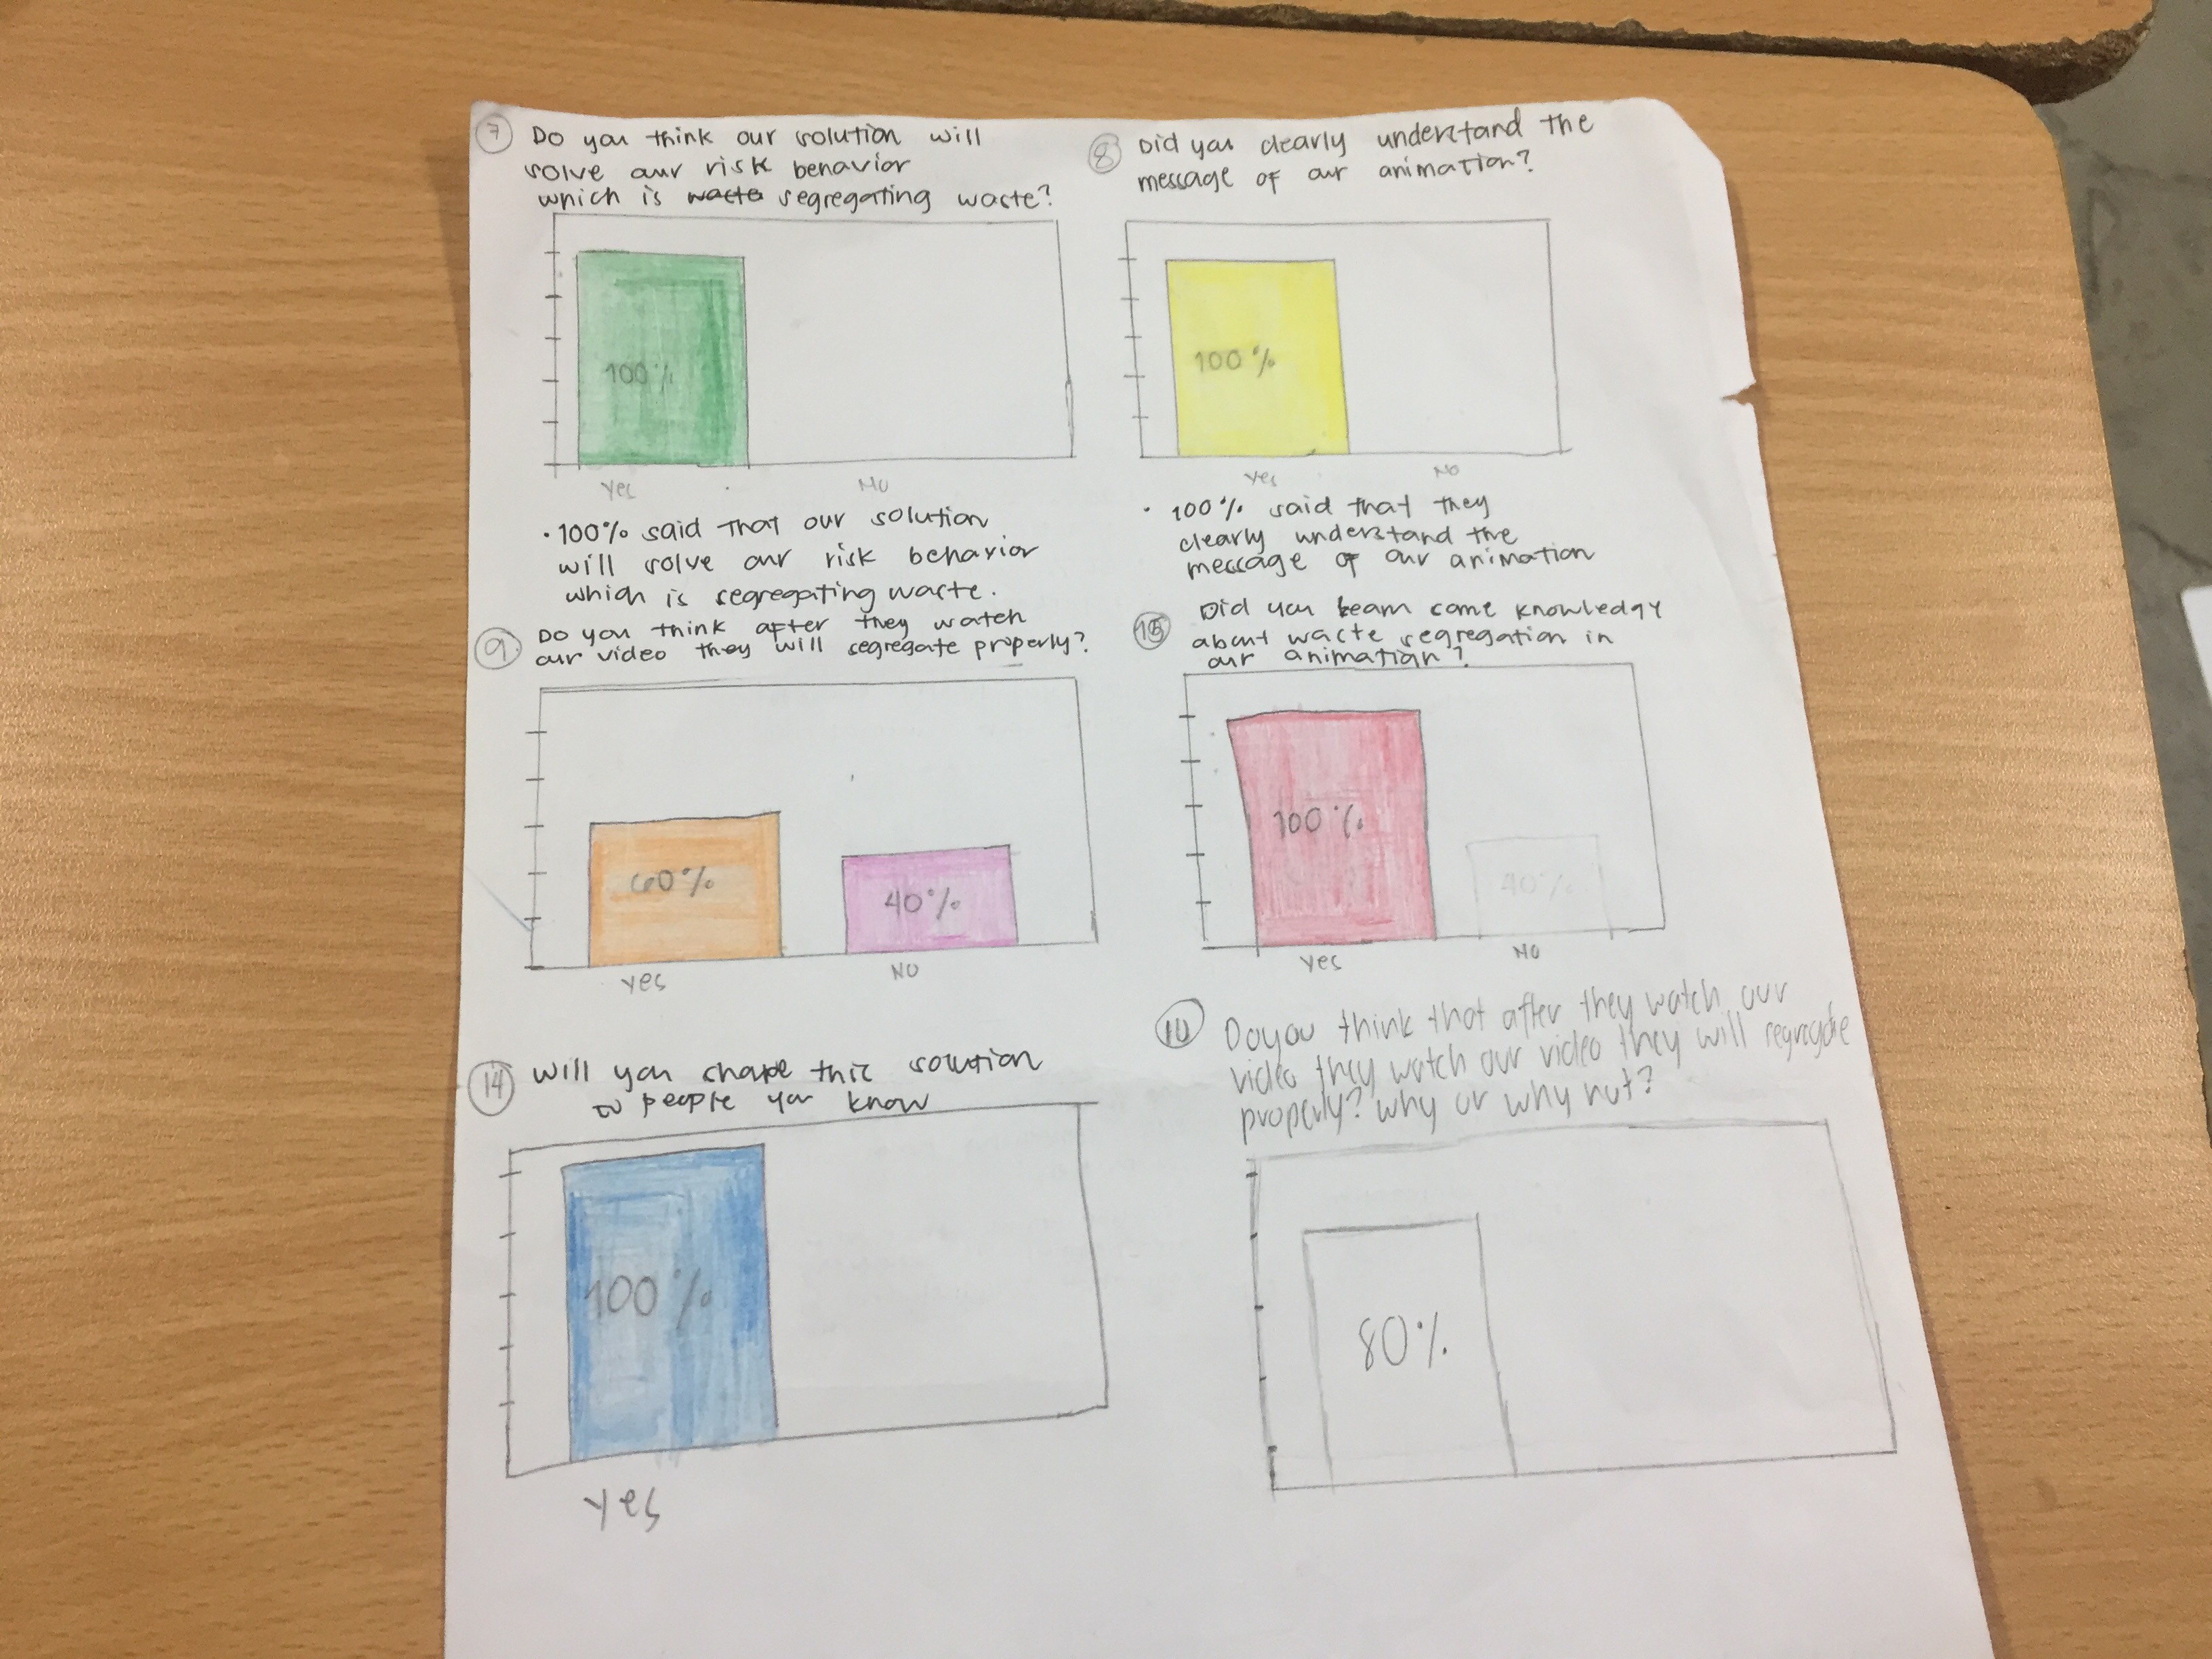 7 Do you think our solution will
solve our risk behavior
which is waste segregating waste?
100%
Yes
No
• 100% said that our solution
will solve our risk behavior
which is segregating waste.
8 Did you clearly understand the
message of our animation?
100%
Yes
No
• 100% said that they
clearly understand the
message of our animation
9 Do you think after they watch
our video they will segregate properly?
60%
40%
Yes
No
Did you learn some knowledge
about waste segregation in
our animation?
100%
40%
Yes
No
14 will you share this solution
to people you know
100%
Yes
10 Do you think that after they watch our
video they watch our video they will
properly? why or why not?
80%